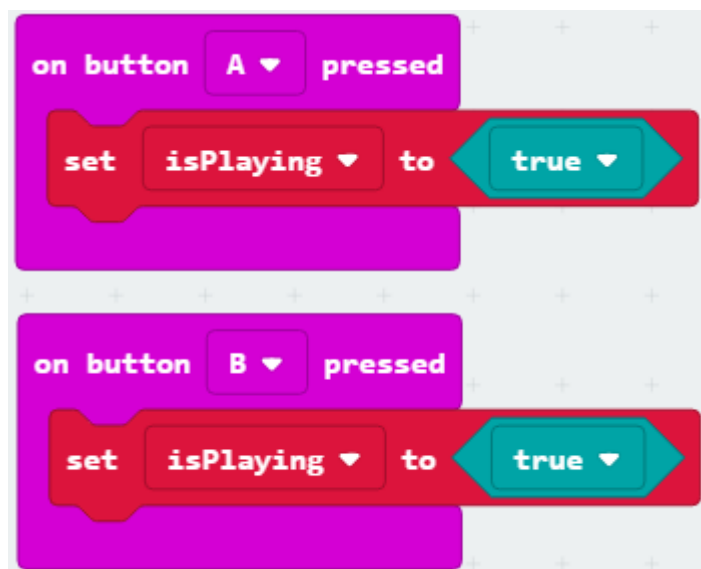 on button A pressed
set isPlaying to true
on button B pressed
set isPlaying to true